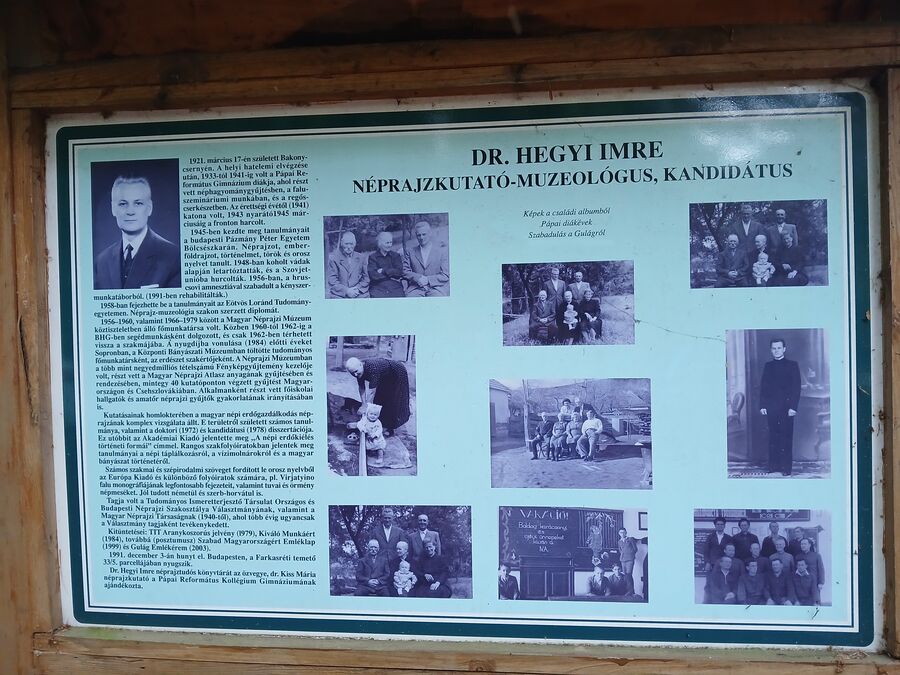 DR. HEGYI IMRE
NÉPRAJZKUTATÓ-MUZEOLÓGUS, KANDIDÁTUS
1921. március 17-én született Bakony-
csernyén. A helyi hatelemi elvégzése
után, 1933-tól 1941-ig volt a Pápai Re-
formátus Gimnázium diákja, ahol részt
vett néphagyománygyűjtésben, a falu-
szemináriumi munkában, és a regös-
cserkészetben. Az érettségi évétől (1941)
katona volt, 1943 nyarától1945 már-
ciusáig a fronton harcolt.
1945-ben kezdte meg tanulmányait
a budapesti Pázmány Péter Egyetem
Bölcsészkarán. Néprajzot, ember-
földrajzot, történelmet, török és orosz
nyelvet tanult. 1948-ban koholt vádak
alapján letartóztatták, és a Szovjet-
unióba hurcolták. 1956-ban, a hrus-
csovi amnesztiával szabadult a kényszer-
munkatáborból. (1991-ben rehabilitálták.)
1958-ban fejezhette be a tanulmányait az Eötvös Loránd Tudomány-
egyetemen. Néprajz-muzeológia szakon szerzett diplomát.
1956–1960, valamint 1966–1979 között a Magyar Néprajzi Múzeum
köztiszteletben álló főmunkatársa volt. Közben 1960-tól 1962-ig a
BHG-ben segédmunkásként dolgozott, és csak 1962-ben térhetett
vissza a szakmájába. A nyugdíjba vonulása (1984) előtti éveket
Sopronban, a Központi Bányászati Múzeumban töltötte tudományos
főmunkatársként, az erdészet szakértőjeként. A Néprajzi Múzeumban
a több mint negyedmilliós tételszámú Fényképgyűjtemény kezelője
volt, részt vett a Magyar Néprajzi Atlasz anyagának gyűjtésében és
rendezésében, mintegy 40 kutatóponton végzett gyűjtést Magyar-
országon és Csehszlovákiában. Alkalmanként részt vett főiskolai
hallgatók és amatőr néprajzi gyűjtők gyakorlatának irányításában
is.
Kutatásainak homlokterében a magyar népi erdőgazdálkodás nép-
rajzának komplex vizsgálata állt. E területről született számos tanul-
mánya, valamint a doktori (1972) és kandidátusi (1978) disszertációja.
Ez utóbbit az Akadémiai Kiadó jelentette meg „A népi erdőkiélés
történeti formái” címmel. Rangos szakfolyóiratokban jelentek meg
tanulmányai a népi táplálkozásról, a vízimolnárokról és a magyar
bányászat történetéről.
Számos szakmai és szépirodalmi szöveget fordított le orosz nyelvből
az Európa Kiadó és különböző folyóiratok számára, pl. Virjatyino
falu monográfiájának legfontosabb fejezeteit, valamint tuvai és örmény
népmeséket. Jól tudott németül és szerb-horvátul is.
Tagja volt a Tudományos Ismeretterjesztő Társulat Országos és
Budapesti Néprajzi Szakosztálya Választmányának, valamint a
Magyar Néprajzi Társaságnak (1940-től), ahol több évig ugyancsak
a Választmány tagjaként tevékenykedett.
Kitüntetései: TIT Aranykoszorús jelvény (1979), Kiváló Munkáért
(1984), továbbá (posztumusz) Szabad Magyarországért Emléklap
(1999) és Gulág Emlékérem (2003).
1991. december 3-án hunyt el. Budapesten, a Farkasréti temető
33/5. parcellájában nyugszik.
Dr. Hegyi Imre néprajztudós könyvtárát az özvegye, dr. Kiss Mária
néprajzkutató a Pápai Református Kollégium Gimnáziumának
ajándékozta.
Képek a családi albumból
Pápai diákévek
Szabadulás a Gulágról
VAKÁCIÓ!
Boldog karácsonyt
és